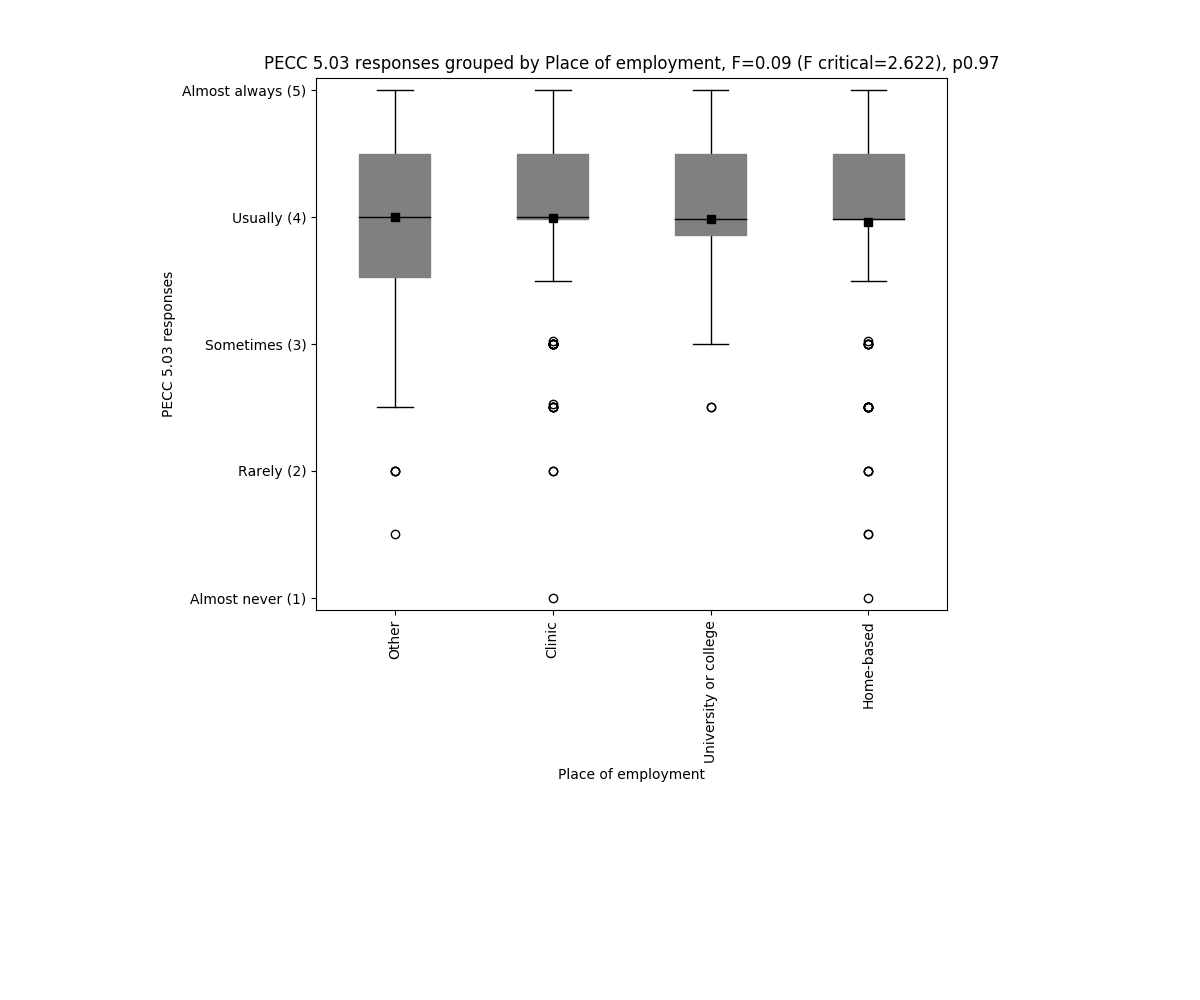 PECC 5.03 responses grouped by Place of employment, F=0.09 (F critical=2.622), p0.97
Almost always (5)
Usually (4)
Sometimes (3)
Rarely (2)
Almost never (1)
PECC 5.03 responses
Other
Clinic
University or college
Home-based
Place of employment